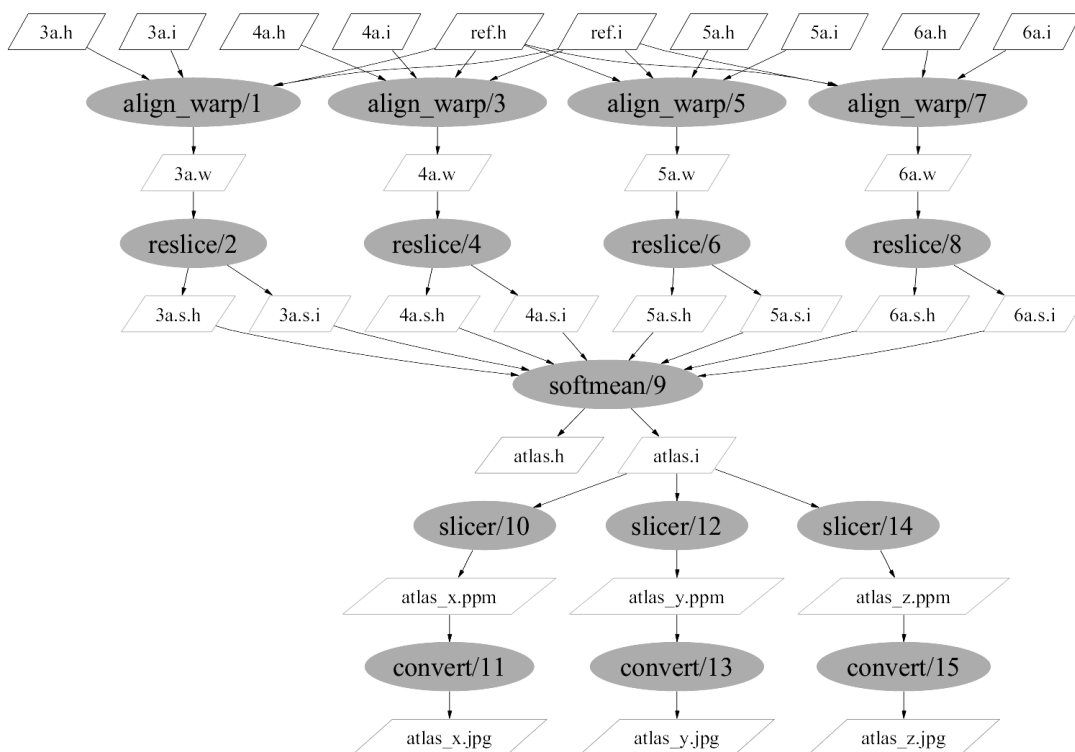 3a.h 3a.i 4a.h 4a.i ref.h ref.i 5a.h 5a.i 6a.h 6a.i
align_warp/1 align_warp/3 align_warp/5 align_warp/7
3a.w 4a.w 5a.w 6a.w
reslice/2 reslice/4 reslice/6 reslice/8
3a.s.h 3a.s.i 4a.s.h 4a.s.i 5a.s.h 5a.s.i 6a.s.h 6a.s.i
softmean/9
atlas.h atlas.i
slicer/10 slicer/12 slicer/14
atlas_x.ppm atlas_y.ppm atlas_z.ppm
convert/11 convert/13 convert/15
atlas_x.jpg atlas_y.jpg atlas_z.jpg